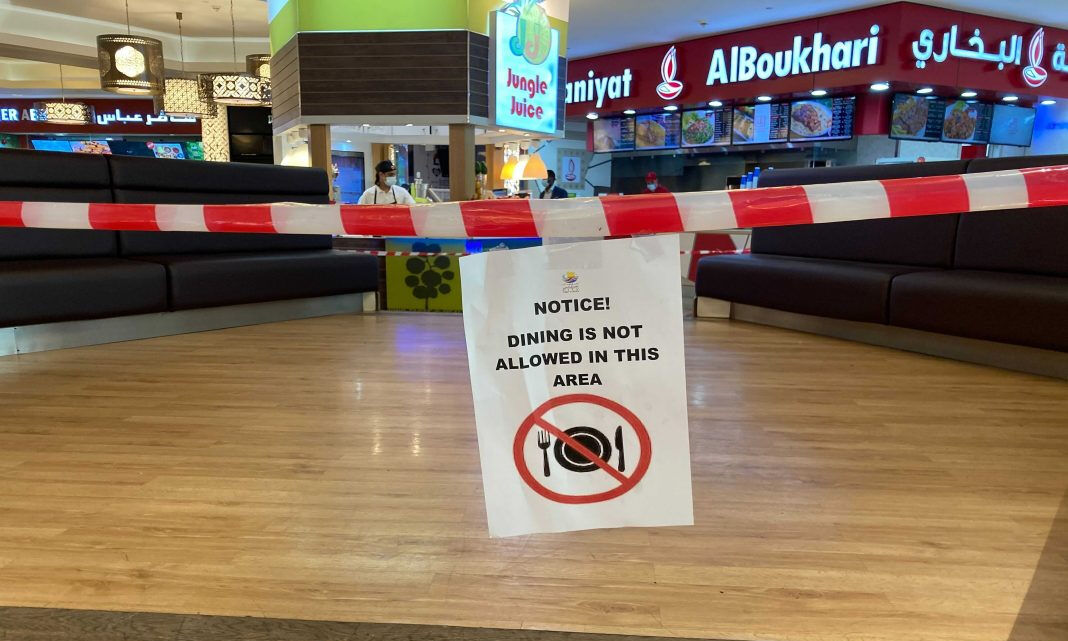 Jungle
Juice
aniyat
AlBoukhari
البخاري
NOTICE!
DINING IS NOT
ALLOWED IN THIS
AREA